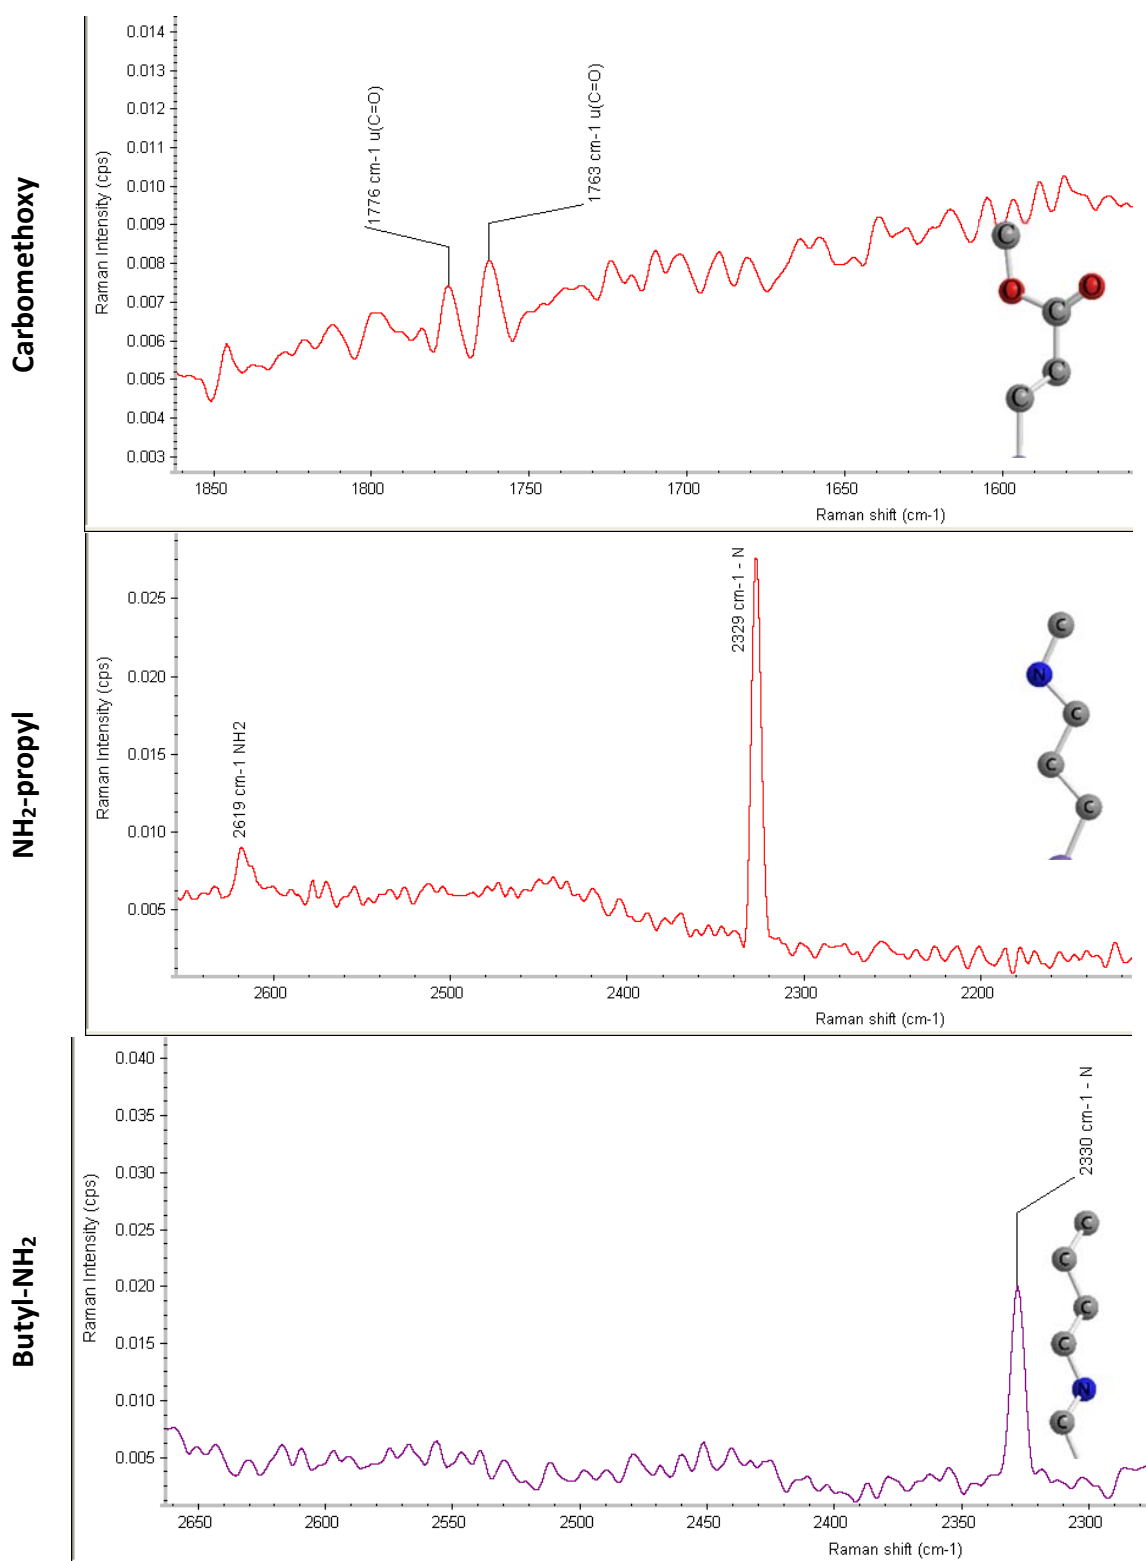 Carbomethoxy
Raman Intensity (cps)
0.014
0.013
0.012
0.011
0.010
0.009
0.008
0.007
0.006
0.005
0.004
0.003
1776 cm-1 u(C=O)
1763 cm-1 u(C=O)
C
O
O
C
C
C
1850
1800
1750
1700
1650
1600
Raman shift (cm-1)
NH2-propyl
Raman Intensity (cps)
0.025
0.020
0.015
0.010
0.005
2619 cm-1 NH2
2329 cm-1 - N
C
N
C
C
C
2600
2500
2400
2300
2200
Raman shift (cm-1)
Butyl-NH2
Raman Intensity (cps)
0.040
0.035
0.030
0.025
0.020
0.015
0.010
0.005
2330 cm-1 - N
C
C
C
C
N
C
2650
2600
2550
2500
2450
2400
2350
2300
Raman shift (cm-1)